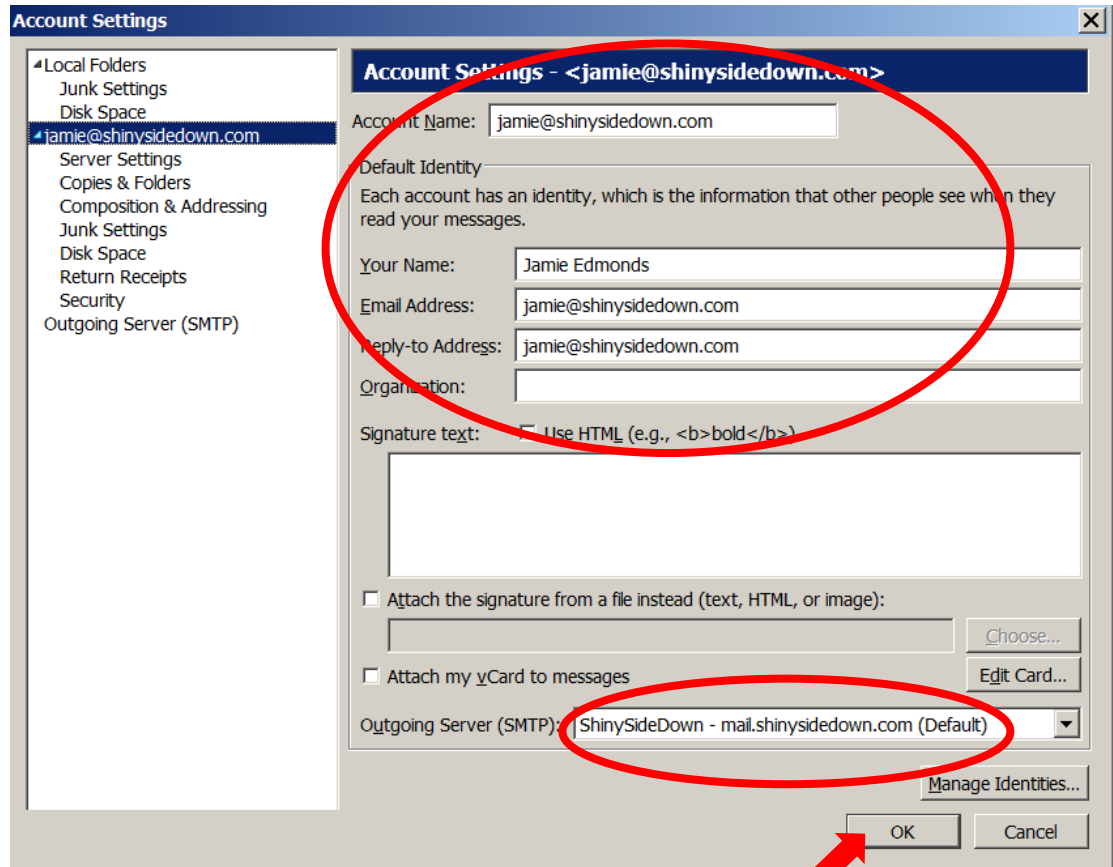 Account Settings
Local Folders
Junk Settings
Disk Space
jamie@shinysidedown.com
Server Settings
Copies & Folders
Composition & Addressing
Junk Settings
Disk Space
Return Receipts
Security
Outgoing Server (SMTP)
Account Settings - <jamie@shinysidedown.com>
Account Name: jamie@shinysidedown.com
Default Identity
Each account has an identity, which is the information that other people see when they
read your messages.
Your Name: Jamie Edmonds
Email Address: jamie@shinysidedown.com
Reply-to Address: jamie@shinysidedown.com
Organization:
Signature text: Use HTML (e.g., <b>bold</b>)
Attach the signature from a file instead (text, HTML, or image):
Choose...
Attach my vCard to messages Edit Card...
Outgoing Server (SMTP): ShinySideDown - mail.shinysidedown.com (Default)
Manage Identities...
OK Cancel